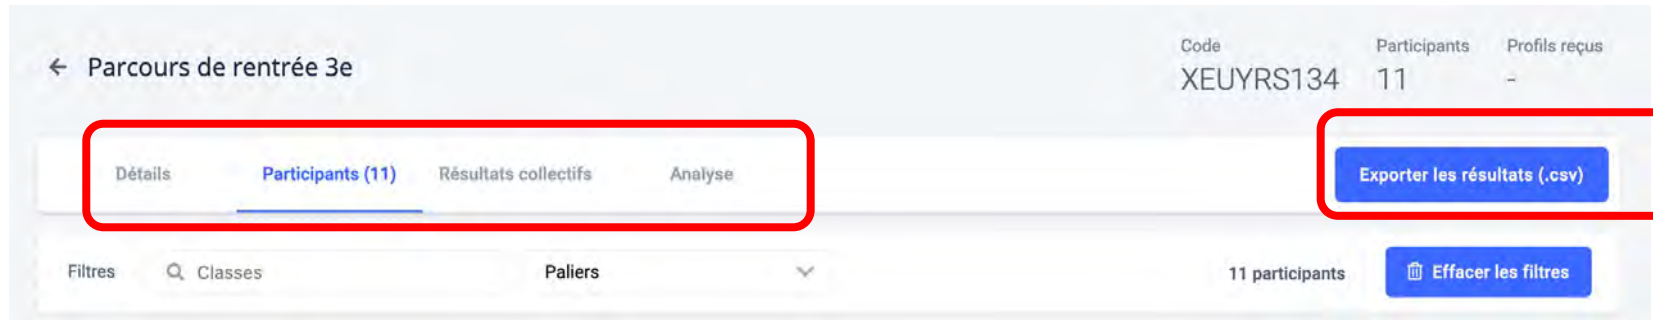 ← Parcours de rentrée 3e
Code
XEUYRS134
Participants
11
Profils reçus
-
Détails
Participants (11)
Résultats collectifs
Analyse
Exporter les résultats (.csv)
Filtres
Classes
Paliers
11 participants
Effacer les filtres